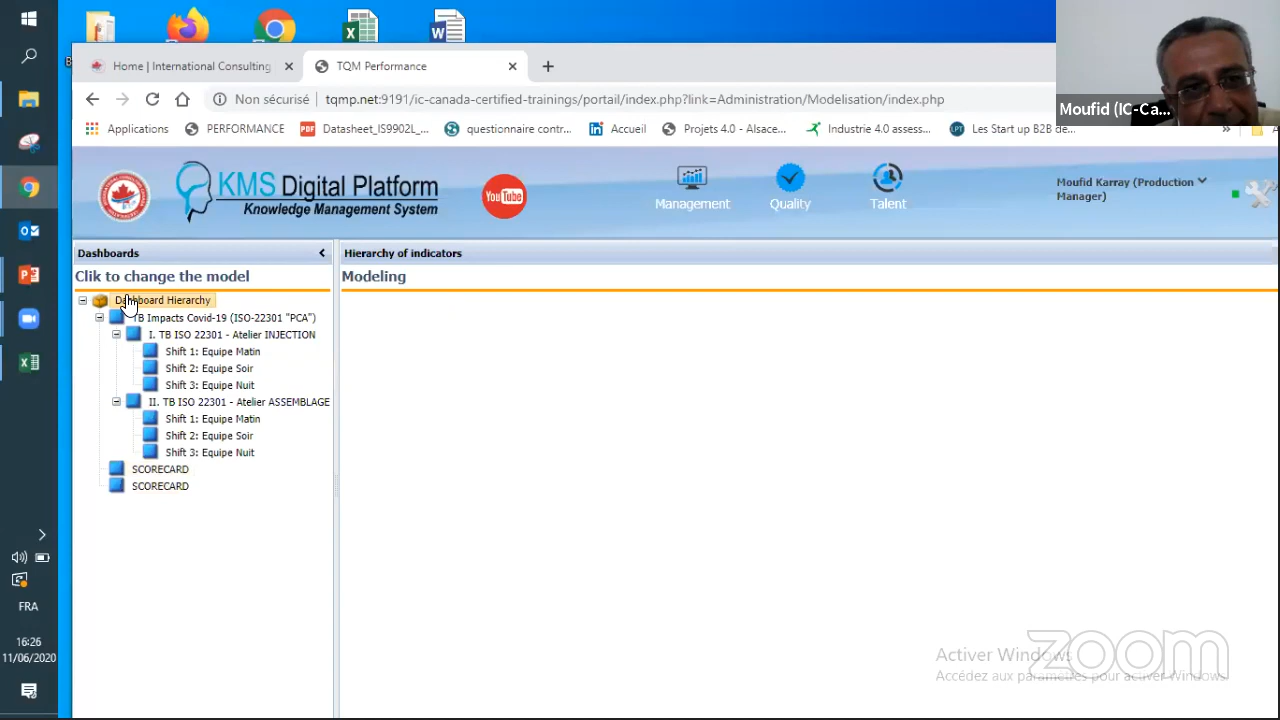 Home | International Consulting
TQM Performance
Non sécurisé
tqmp.net:9191/ic-canada-certified-trainings/portail/index.php?link=Administration/Modelisation/index.php
Moufid (IC-Ca...
Applications
PERFORMANCE
PDF
Datasheet_IS9902L_...
questionnaire contr...
Accueil
Projets 4.0 - Alsace...
Industrie 4.0 assess...
LPT
Les Start up B2B de...
KMS Digital Platform
Knowledge Management System
YouTube
Management
Quality
Talent
Moufid Karray (Production
Manager)
Dashboards
Hierarchy of indicators
Clik to change the model
Modeling
Dashboard Hierarchy
TB Impacts Covid-19 (ISO-22301 "PCA")
I. TB ISO 22301 - Atelier INJECTION
Shift 1: Equipe Matin
Shift 2: Equipe Soir
Shift 3: Equipe Nuit
II. TB ISO 22301 - Atelier ASSEMBLAGE
Shift 1: Equipe Matin
Shift 2: Equipe Soir
Shift 3: Equipe Nuit
SCORECARD
SCORECARD
FRA
16:26
11/06/2020
Activer Windows
Accédez aux paramètres pour activer Windows.
zoom